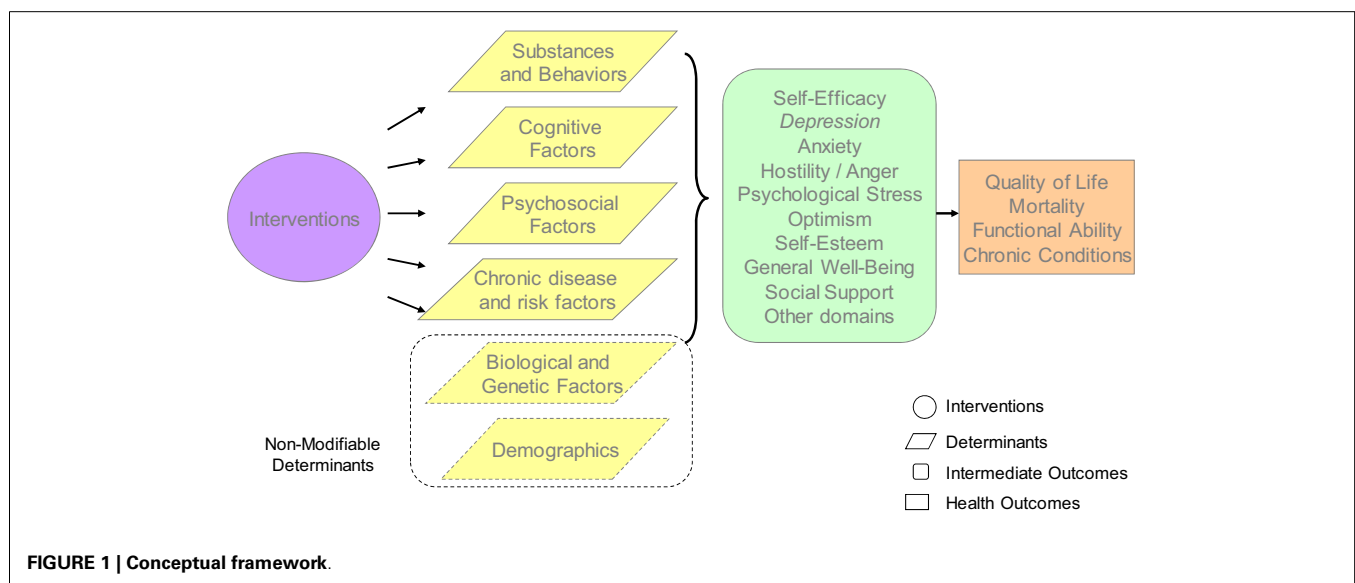 Interventions
Substances
and Behaviors
Cognitive
Factors
Psychosocial
Factors
Chronic disease
and risk factors
Biological and
Genetic Factors
Demographics
Non-Modifiable
Determinants
Self-Efficacy
Depression
Anxiety
Hostility / Anger
Psychological Stress
Optimism
Self-Esteem
General Well-Being
Social Support
Other domains
Quality of Life
Mortality
Functional Ability
Chronic Conditions
Interventions
Determinants
Intermediate Outcomes
Health Outcomes
FIGURE 1 | Conceptual framework.